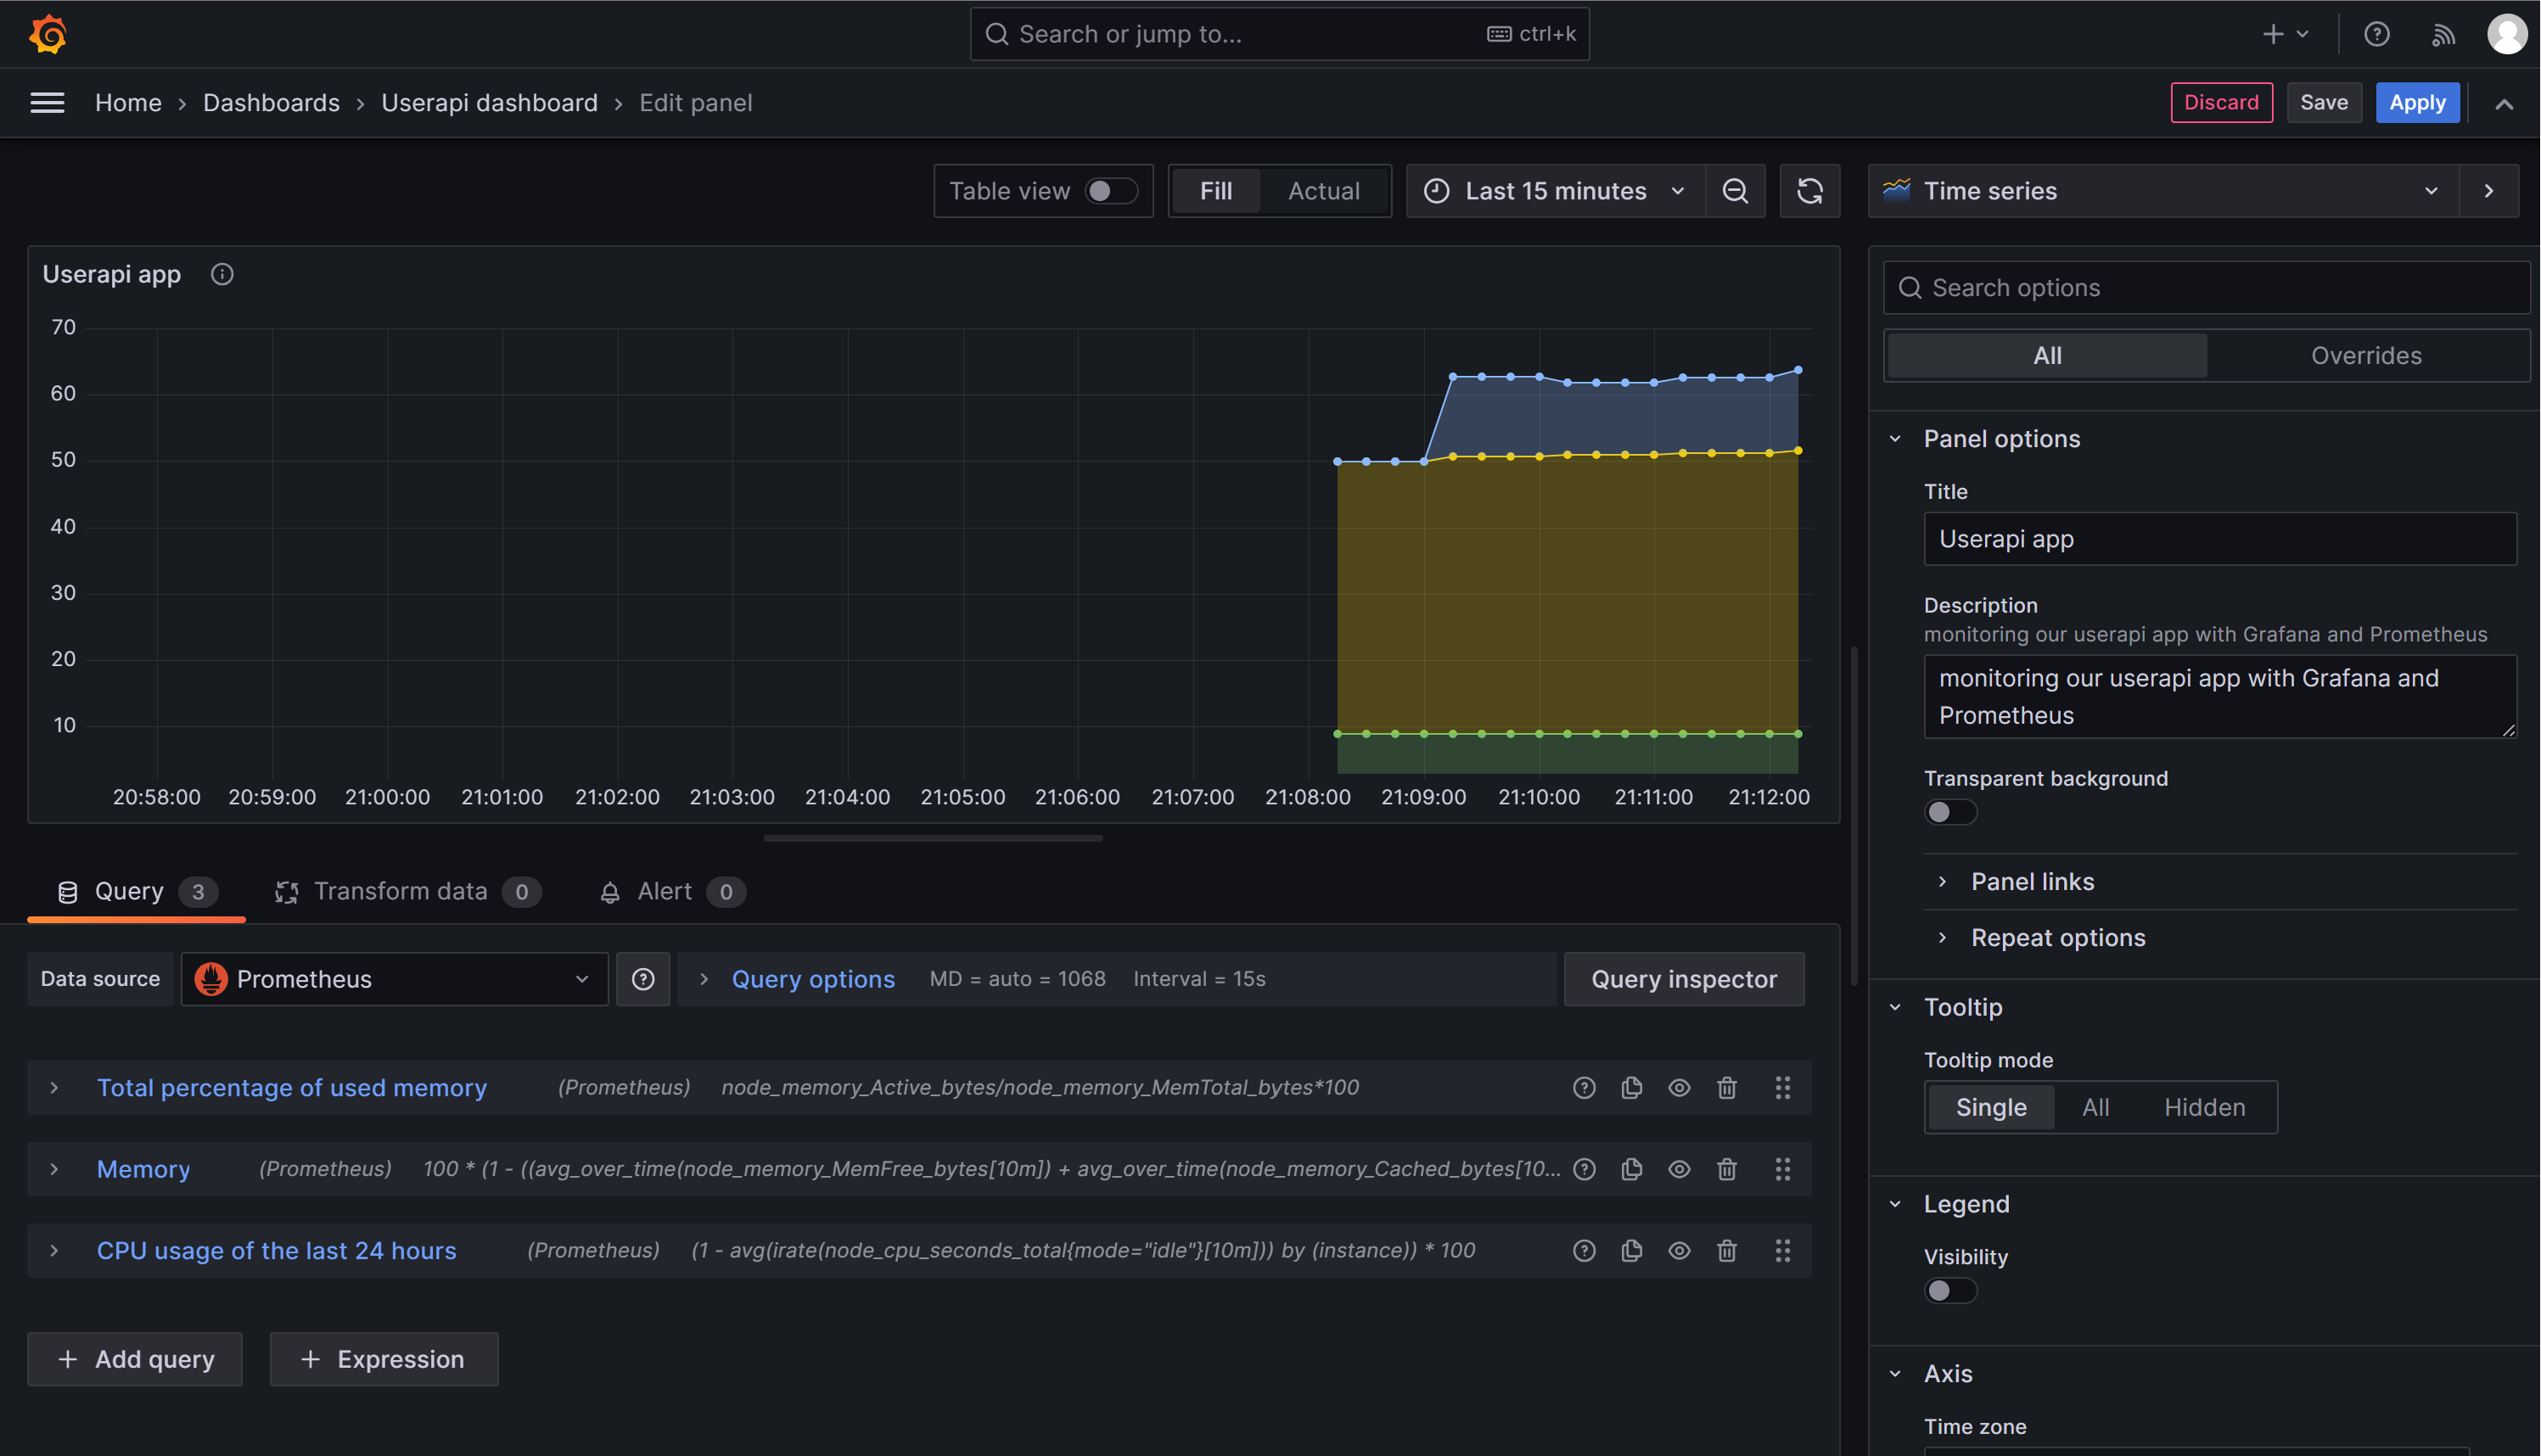 Search or jump to... ctrl+k
Home › Dashboards › Userapi dashboard › Edit panel
Discard Save Apply
Table view Fill Actual Last 15 minutes
Time series
Userapi app
70
60
50
40
30
20
10
20:58:00 20:59:00 21:00:00 21:01:00 21:02:00 21:03:00 21:04:00 21:05:00 21:06:00 21:07:00 21:08:00 21:09:00 21:10:00 21:11:00 21:12:00
Query 3 Transform data 0 Alert 0
Data source Prometheus Query options MD = auto = 1068 Interval = 15s Query inspector
Total percentage of used memory (Prometheus) node_memory_Active_bytes/node_memory_MemTotal_bytes*100
Memory (Prometheus) 100 * (1 - ((avg_over_time(node_memory_MemFree_bytes[10m]) + avg_over_time(node_memory_Cached_bytes[10...
CPU usage of the last 24 hours (Prometheus) (1 - avg(irate(node_cpu_seconds_total{mode="idle"}[10m])) by (instance)) * 100
+ Add query + Expression
Search options
All Overrides
Panel options
Title
Userapi app
Description
monitoring our userapi app with Grafana and Prometheus
monitoring our userapi app with Grafana and
Prometheus
Transparent background
Panel links
Repeat options
Tooltip
Tooltip mode
Single All Hidden
Legend
Visibility
Axis
Time zone